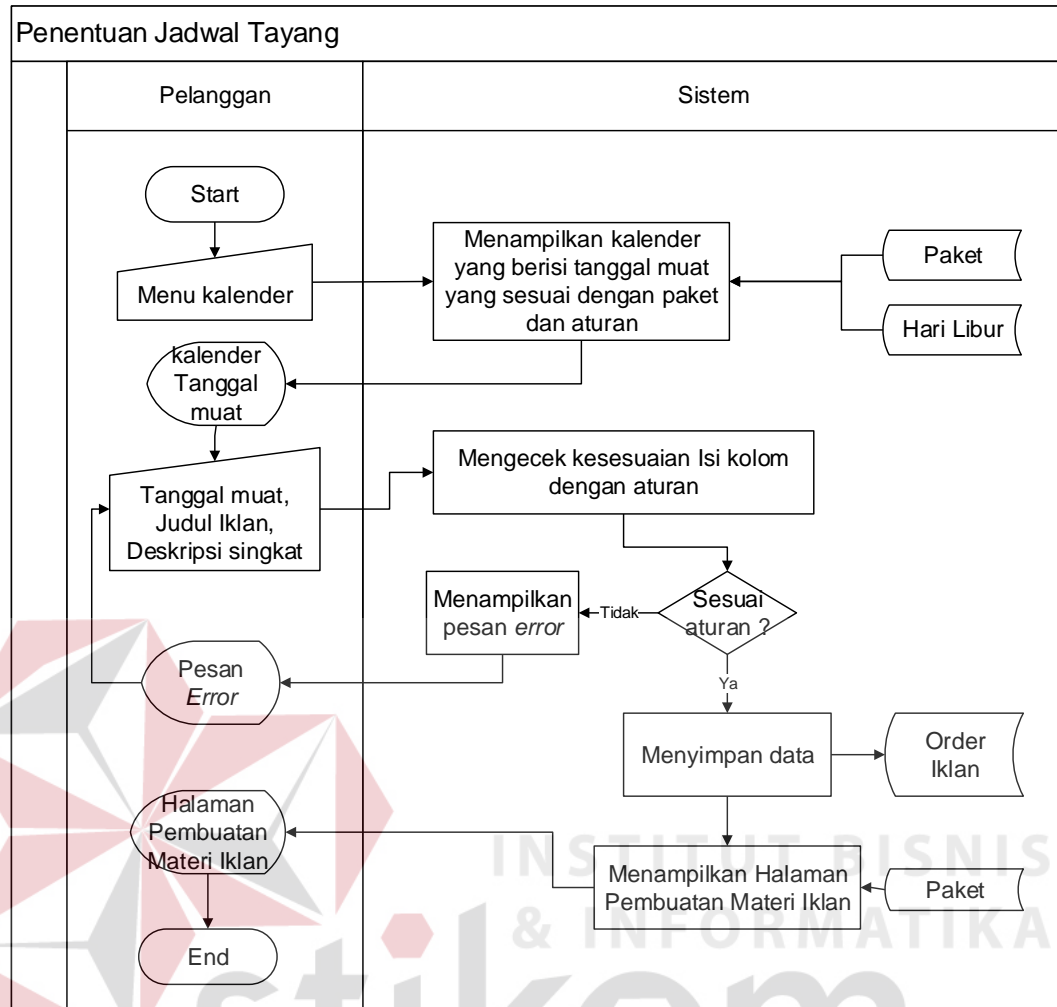 Penentuan Jadwal Tayang
Pelanggan
Sistem
Start
Menu kalender
Menampilkan kalender
yang berisi tanggal muat
yang sesuai dengan paket
dan aturan
Paket
Hari Libur
kalender
Tanggal
muat
Tanggal muat,
Judul Iklan,
Deskripsi singkat
Mengecek kesesuaian Isi kolom
dengan aturan
Sesuai
aturan ?
Tidak
Menampilkan
pesan error
Pesan
Error
Ya
Menyimpan data
Order
Iklan
Halaman
Pembuatan
Materi Iklan
Menampilkan Halaman
Pembuatan Materi Iklan
Paket
End
INSTITUT BISNIS
& INFORMATIKA
stikom